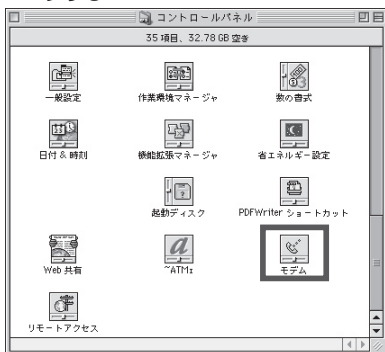 コントロールパネル
35 項目、32.78 GB 空き
一般設定
作業環境マネージャ
数の書式
日付 & 時刻
機能拡張マネージャ
省エネルギー設定
起動ディスク
PDFWriter ショートカット
Web 共有
~ATM™
モデム
リモートアクセス